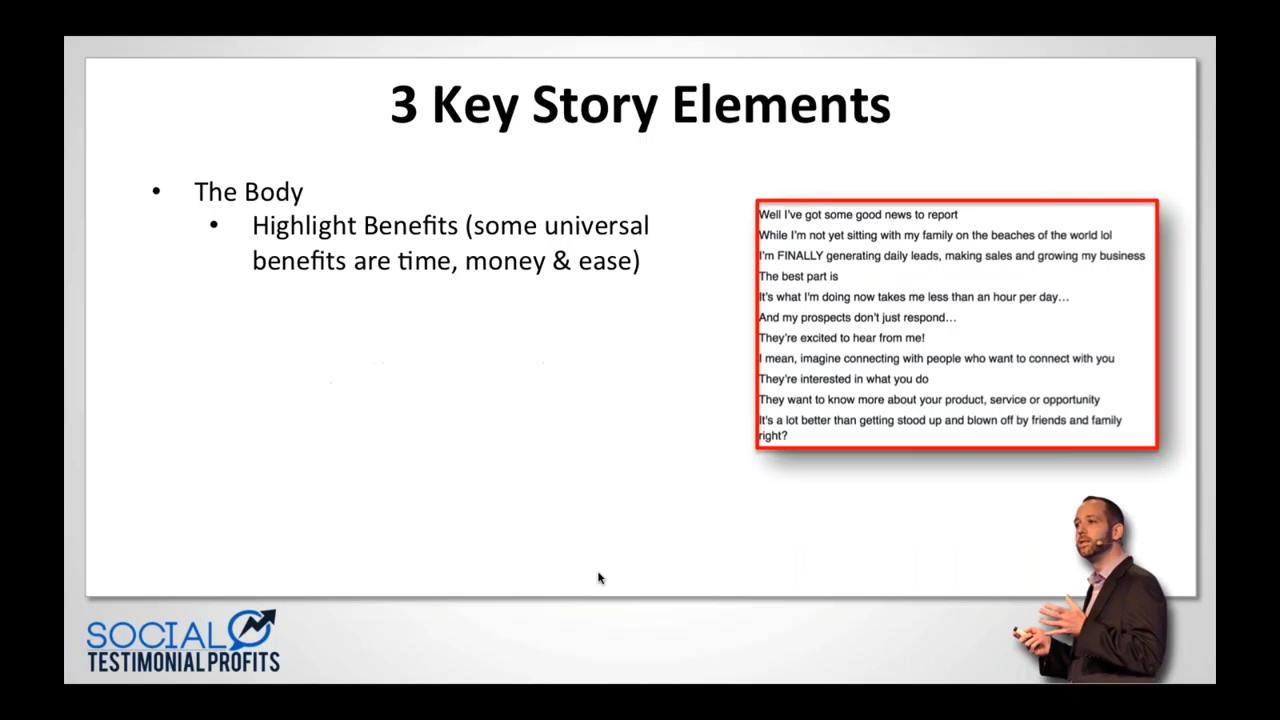 3 Key Story Elements
• The Body
• Highlight Benefits (some universal
benefits are time, money & ease)
Well I've got some good news to report
While I'm not yet sitting with my family on the beaches of the world lol
I'm FINALLY generating daily leads, making sales and growing my business
The best part is
It's what I'm doing now takes me less than an hour per day…
And my prospects don't just respond…
They're excited to hear from me!
I mean, imagine connecting with people who want to connect with you
They're interested in what you do
They want to know more about your product, service or opportunity
It's a lot better than getting stood up and blown off by friends and family
right?
SOCIAL
TESTIMONIAL PROFITS